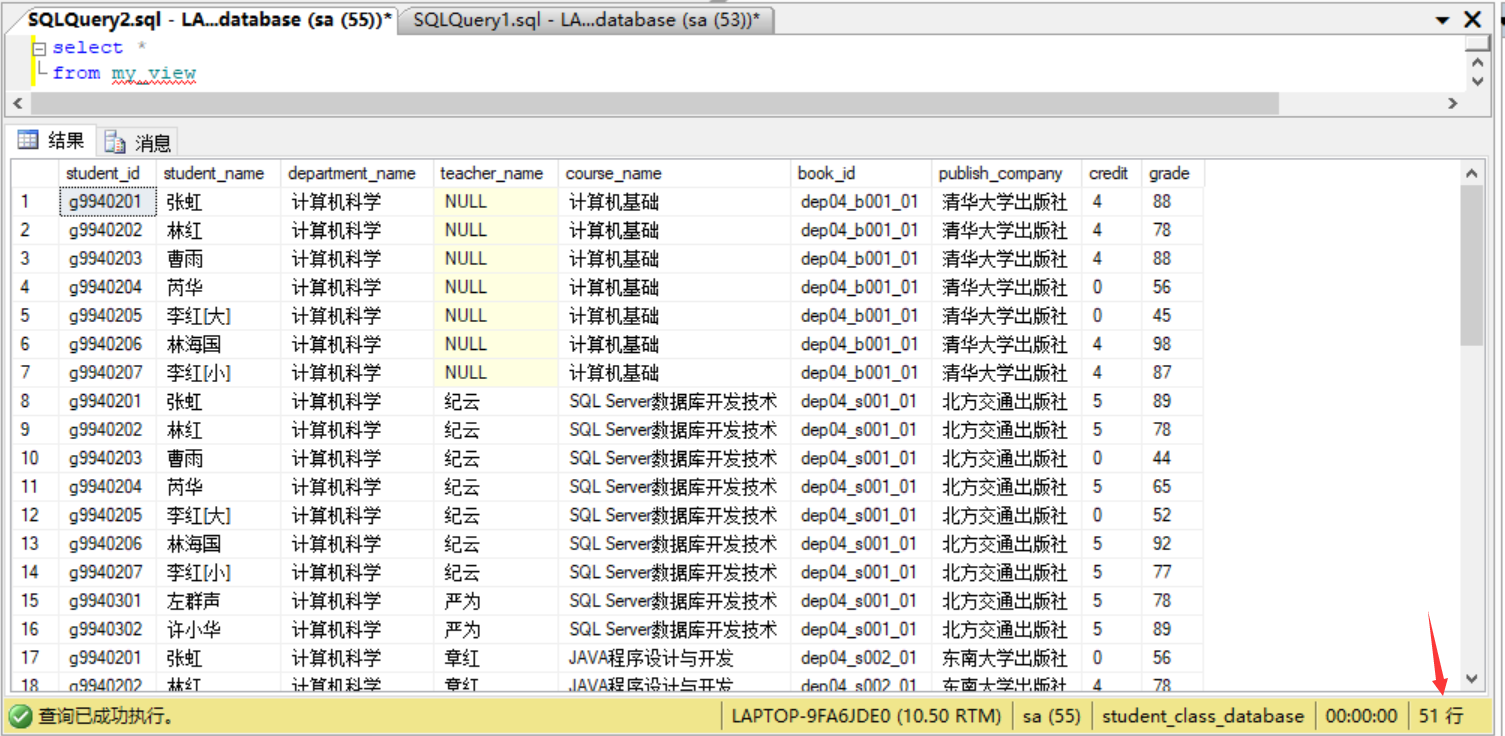 SQLQuery2.sql - LA...database (sa (55))* SQLQuery1.sql - LA...database (sa (53))*
select *
from my_view
结果 消息
student_id student_name department_name teacher_name course_name book_id publish_company credit grade
1 g9940201 张虹 计算机科学 NULL 计算机基础 dep04_b001_01 清华大学出版社 4 88
2 g9940202 林红 计算机科学 NULL 计算机基础 dep04_b001_01 清华大学出版社 4 78
3 g9940203 曹雨 计算机科学 NULL 计算机基础 dep04_b001_01 清华大学出版社 4 88
4 g9940204 芮华 计算机科学 NULL 计算机基础 dep04_b001_01 清华大学出版社 0 56
5 g9940205 李红[大] 计算机科学 NULL 计算机基础 dep04_b001_01 清华大学出版社 0 45
6 g9940206 林海国 计算机科学 NULL 计算机基础 dep04_b001_01 清华大学出版社 4 98
7 g9940207 李红[小] 计算机科学 NULL 计算机基础 dep04_b001_01 清华大学出版社 4 87
8 g9940201 张虹 计算机科学 纪云 SQL Server数据库开发技术 dep04_s001_01 北方交通出版社 5 89
9 g9940202 林红 计算机科学 纪云 SQL Server数据库开发技术 dep04_s001_01 北方交通出版社 5 78
10 g9940203 曹雨 计算机科学 纪云 SQL Server数据库开发技术 dep04_s001_01 北方交通出版社 0 44
11 g9940204 芮华 计算机科学 纪云 SQL Server数据库开发技术 dep04_s001_01 北方交通出版社 5 65
12 g9940205 李红[大] 计算机科学 纪云 SQL Server数据库开发技术 dep04_s001_01 北方交通出版社 0 52
13 g9940206 林海国 计算机科学 纪云 SQL Server数据库开发技术 dep04_s001_01 北方交通出版社 5 92
14 g9940207 李红[小] 计算机科学 纪云 SQL Server数据库开发技术 dep04_s001_01 北方交通出版社 5 77
15 g9940301 左群声 计算机科学 严为 SQL Server数据库开发技术 dep04_s001_01 北方交通出版社 5 78
16 g9940302 许小华 计算机科学 严为 SQL Server数据库开发技术 dep04_s001_01 北方交通出版社 5 89
17 g9940201 张虹 计算机科学 章红 JAVA程序设计与开发 dep04_s002_01 东南大学出版社 0 56
18 g9940202 林红 计算机科学 章红 JAVA程序设计与开发 dep04_s002_01 东南大学出版社 4 78
查询已成功执行。 LAPTOP-9FA6JDE0 (10.50 RTM) sa (55) student_class_database 00:00:00 51 行